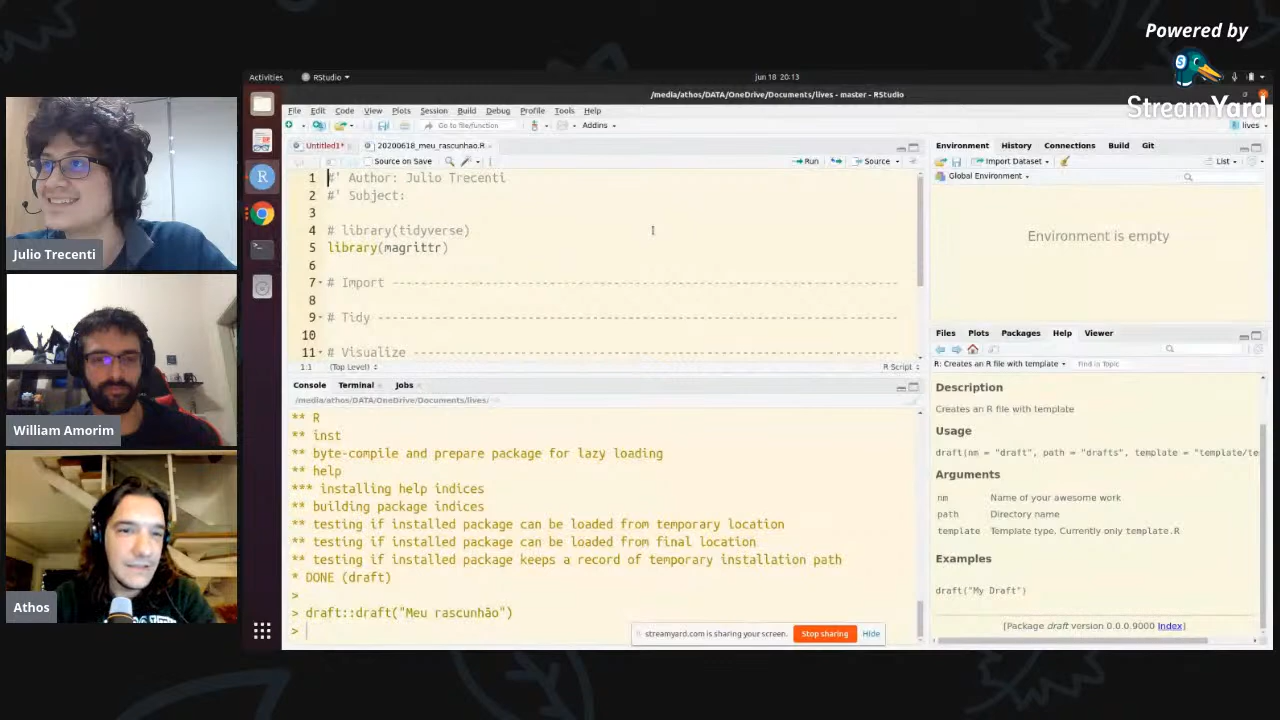 Powered by
StreamYard
Activities
RStudio
jun 18 20:13
/media/athos/DATA/OneDrive/Documents/lives - master - RStudio
File Edit Code View Plots Session Build Debug Profile Tools Help
Go to file/function
Addins
lives
Untitled1*
20200618_meu_rascunhao.R
Source on Save
Run
Source
1 #' Author: Julio Trecenti
2 #' Subject:
3
4 # library(tidyverse)
5 library(magrittr)
6
7 # Import
8
9 # Tidy
10
11 # Visualize
1:1 (Top Level) R Script
Console Terminal Jobs
/media/athos/DATA/OneDrive/Documents/lives/
** R
** inst
** byte-compile and prepare package for lazy loading
** help
*** installing help indices
** building package indices
** testing if installed package can be loaded from temporary location
** testing if installed package can be loaded from final location
** testing if installed package keeps a record of temporary installation path
* DONE (draft)
>
> draft::draft("Meu rascunhão")
>
streamyard.com is sharing your screen. Stop sharing Hide
Environment History Connections Build Git
Import Dataset
List
Global Environment
Environment is empty
Files Plots Packages Help Viewer
R: Creates an R file with template
Find in Topic
Description
Creates an R file with template
Usage
draft(nm = "draft", path = "drafts", template = "template/te
Arguments
nm Name of your awesome work
path Directory name
template Template type. Currently only template.R
Examples
draft("My Draft")
[Package draft version 0.0.0.9000 Index]
Julio Trecenti
William Amorim
Athos